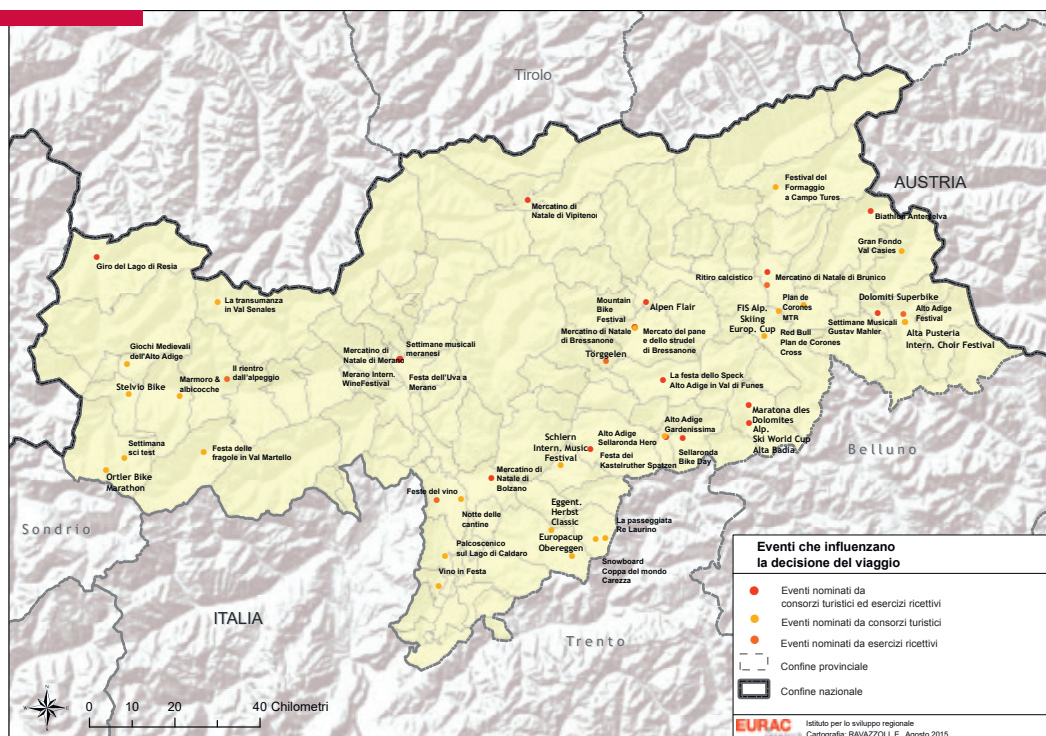 Tirolo
AUSTRIA
Festival del
Formaggio
a Campo Tures
Mercatino di
Natale di Vipiteno
Biathlon Anterselva
Gran Fondo
Val Casies
Giro del Lago di Resia
Ritiro calcistico
Mercatino di Natale di Brunico
La transumanza
in Val Senales
Mountain
Bike
Festival
Alpen Flair
Plan de
Corones
MTR
Dolomiti Superbike
FIS Alp.
Skiing
Europ. Cup
Alto Adige
Festival
Settimane Musicali
Gustav Mahler
Mercatino di Natale
di Bressanone
Mercato del pane
e dello strudel
di Bressanone
Red Bull
Plan de Corones
Cross
Alta Pusteria
Intern. Choir Festival
Giochi Medievali
dell'Alto Adige
Mercatino di
Natale di Merano
Settimane musicali
meranesi
Törggelen
Il rientro
dall'alpeggio
Merano Intern.
WineFestival
Festa dell'Uva a
Merano
La festa dello Speck
Alto Adige in Val di Funes
Stelvio Bike
Marmoro &
albicocche
Maratona dles
Dolomites
Alp.
Ski World Cup
Alta Badia
Alto Adige
Gardenissima
Alto Adige
Sellaronda Hero
Schlern
Intern. Music
Festival
Sellaronda
Bike Day
Belluno
Settimana
sci test
Festa delle
fragole in Val Martello
Festa dei
Kastelruther Spatzen
Ortler Bike
Marathon
Mercatino di
Natale di
Bolzano
Feste del vino
Notte delle
cantine
Eggent.
Herbst
Classic
La passeggiata
Re Laurino
Sondrio
Europacup
Obereggen
Palcoscenico
sul Lago di Caldaro
Snowboard
Coppa del mondo
Carezza
Vino in Festa
ITALIA
Trento
Eventi che influenzano
la decisione del viaggio
Eventi nominati da
consorzi turistici ed esercizi ricettivi
Eventi nominati da consorzi turistici
Eventi nominati da esercizi ricettivi
Confine provinciale
Confine nazionale
N
W E
S
0 10 20 40 Chilometri
EURAC
Istituto per lo sviluppo regionale
Cartografia: RAVAZZOLI, E., Agosto 2015